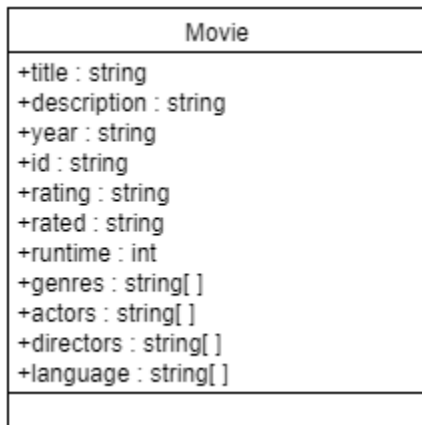 Movie
+title : string
+description : string
+year : string
+id : string
+rating : string
+rated : string
+runtime : int
+genres : string[ ]
+actors : string[ ]
+directors : string[ ]
+language : string[ ]